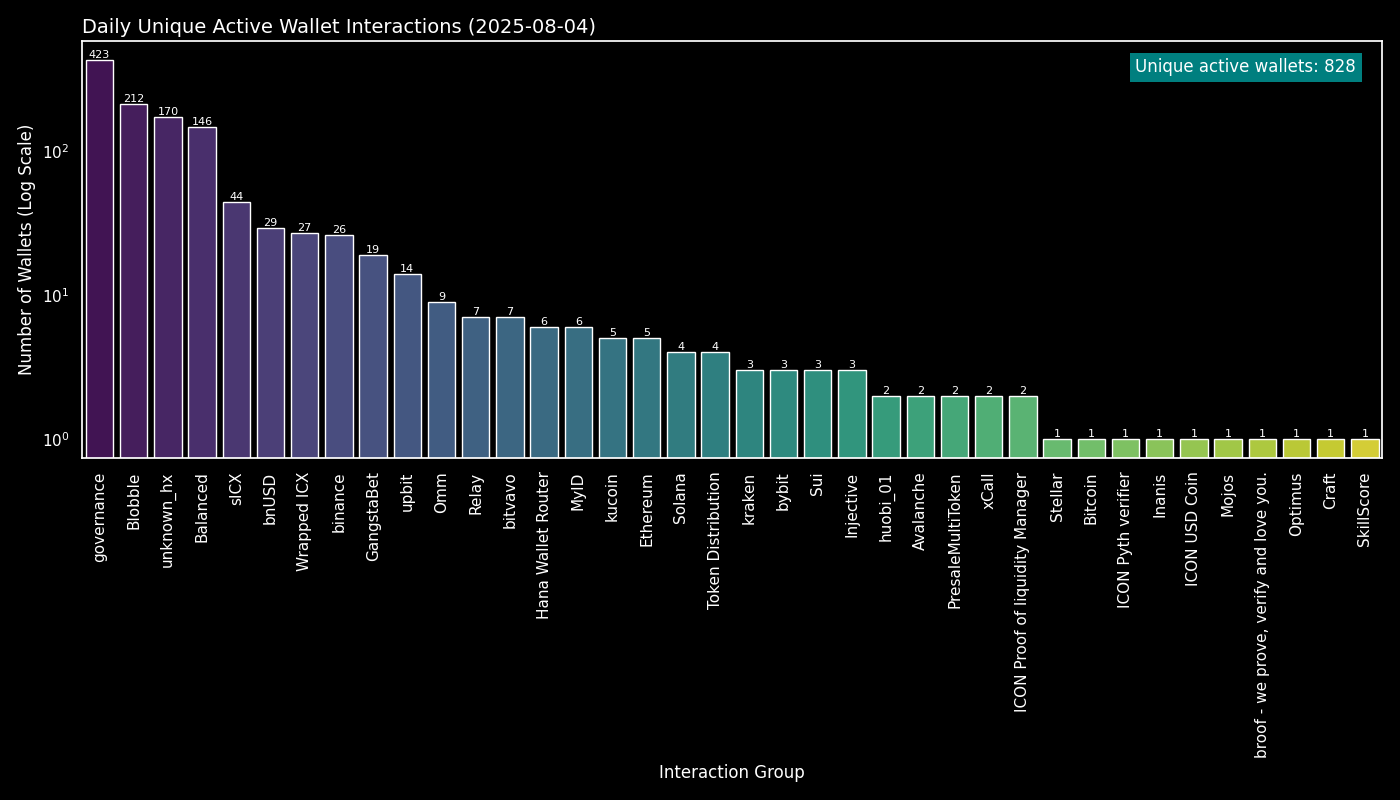 Daily Unique Active Wallet Interactions (2025-08-04)
Unique active wallets: 828
Number of Wallets (Log Scale)
10²
10¹
10⁰
423
212
170
146
44
29
27
26
19
14
9
7
7
6
6
5
5
4
4
3
3
3
3
2
2
2
2
2
1
1
1
1
1
1
1
1
1
1
governance
Blobble
unknown_hx
Balanced
sICX
bnUSD
Wrapped ICX
binance
GangstaBet
upbit
Omm
Relay
bitvavo
Hana Wallet Router
MyID
kucoin
Ethereum
Solana
Token Distribution
kraken
bybit
Sui
Injective
huobi_01
Avalanche
PresaleMultiToken
xCall
ICON Proof of liquidity Manager
Stellar
Bitcoin
ICON Pyth verifier
Inanis
ICON USD Coin
Mojos
broof - we prove, verify and love you.
Optimus
Craft
SkillScore
Interaction Group